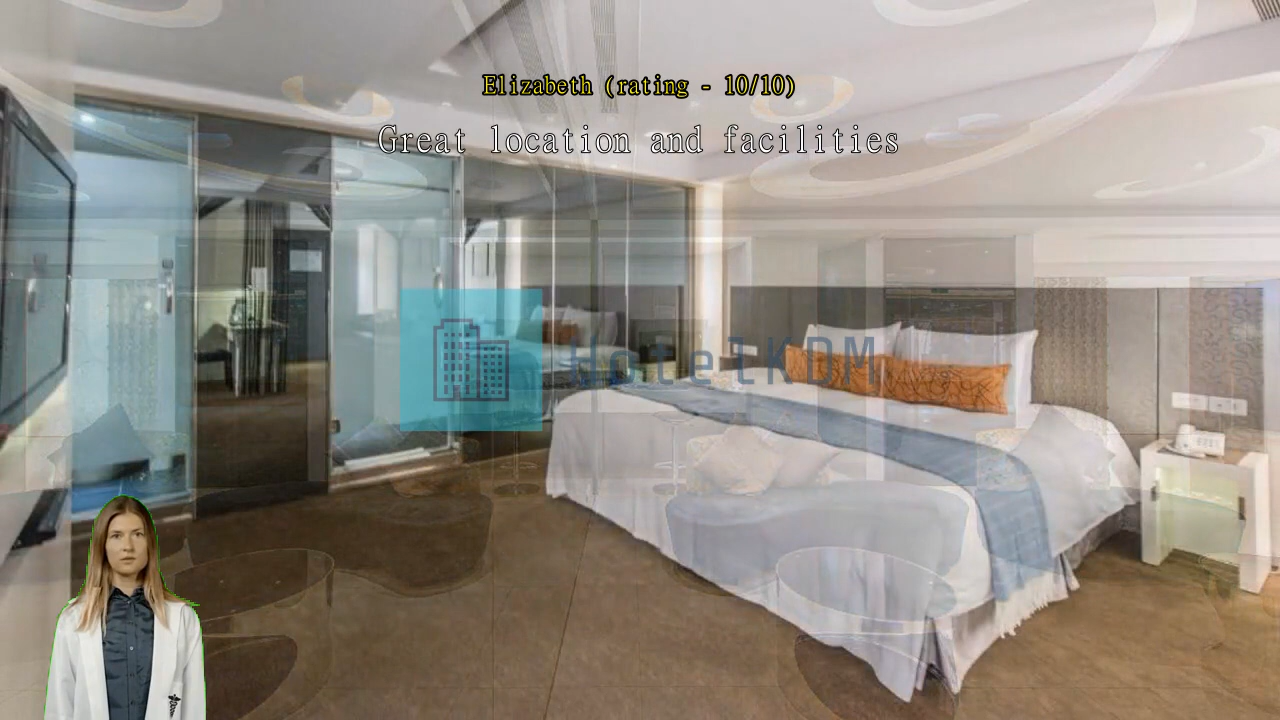 Elizabeth (rating - 10/10)
Great location and facilities
HotelKDM